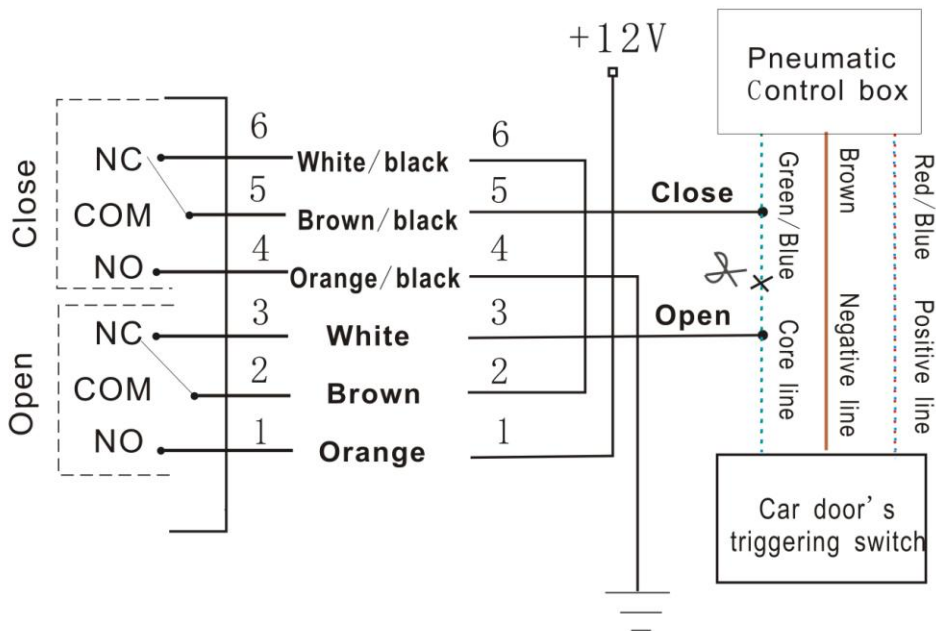 +12V
Pneumatic
Control box
Close
NC
COM
NO
6
White/black
6
5
Brown/black
5
4
Orange/black
4
Close
Open
NC
COM
NO
3
White
3
2
Brown
2
1
Orange
1
Open
Green/Blue
Core line
Brown
Negative line
Red/Blue
Positive line
Car door's
triggering switch